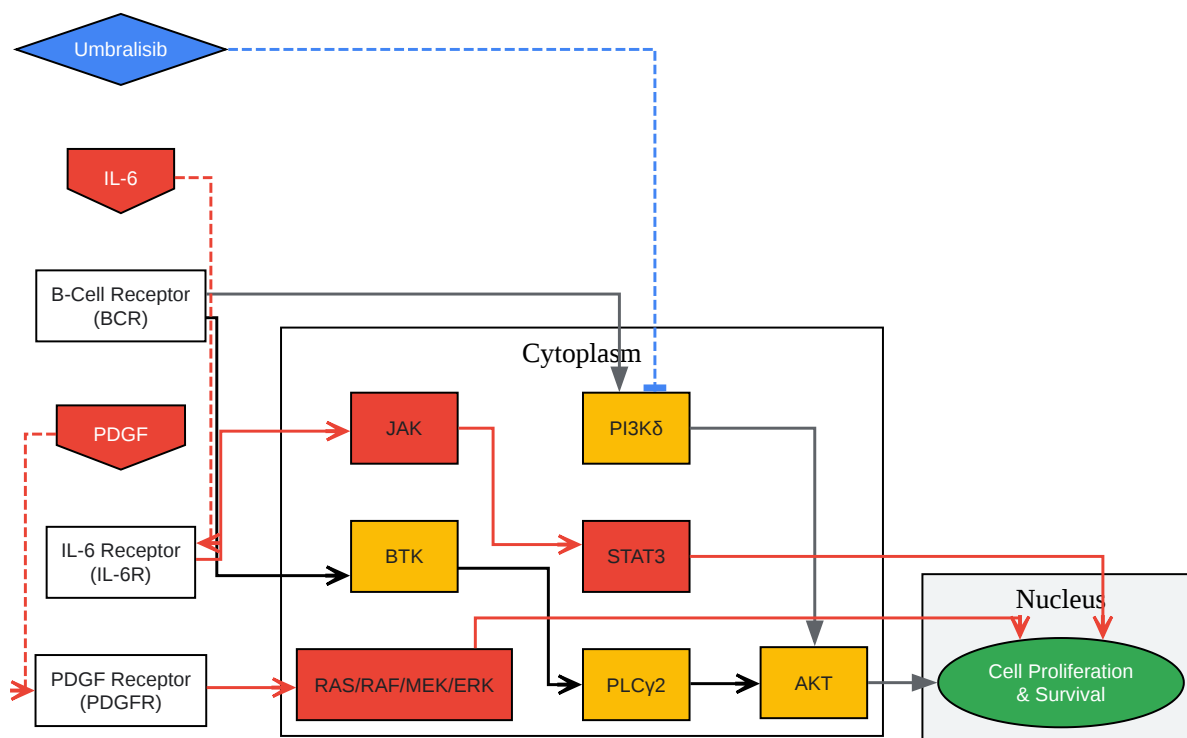 Umbralisib
IL-6
B-Cell Receptor
(BCR)
Cytoplasm
PDGF
JAK
PI3Kδ
IL-6 Receptor
(IL-6R)
BTK
STAT3
Nucleus
PDGF Receptor
(PDGFR)
RAS/RAF/MEK/ERK
PLCγ2
AKT
Cell Proliferation
& Survival